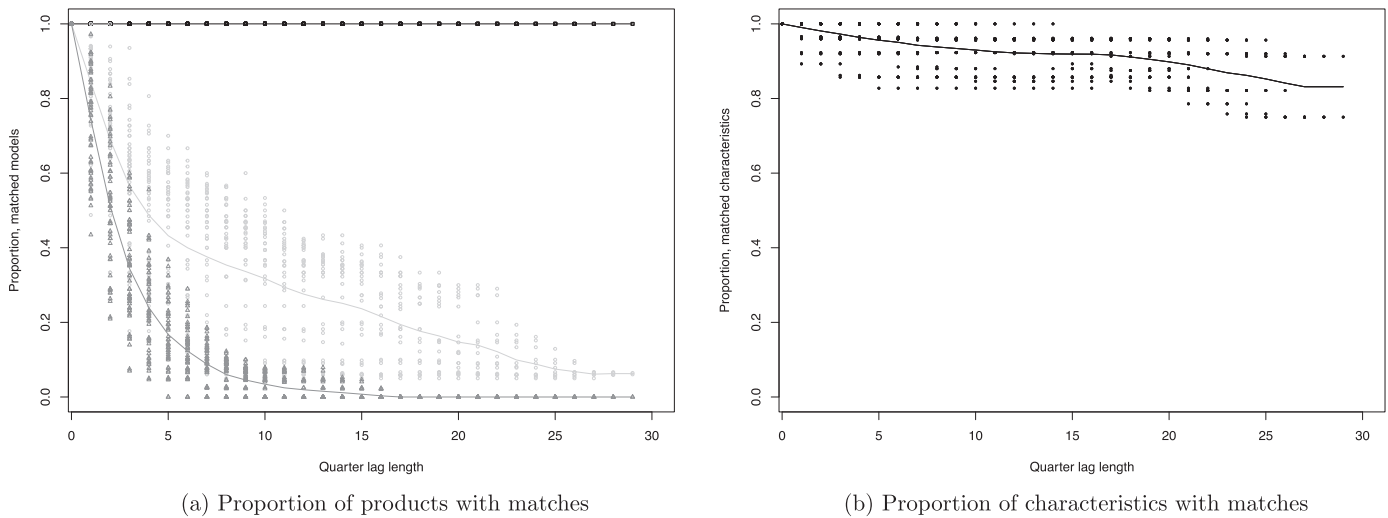 Proportion, matched models
0.0
0.2
0.4
0.6
0.8
1.0
0 5 10 15 20 25 30
Quarter lag length
(a) Proportion of products with matches
Proportion, matched characteristics
0.0
0.2
0.4
0.6
0.8
1.0
0 5 10 15 20 25 30
Quarter lag length
(b) Proportion of characteristics with matches